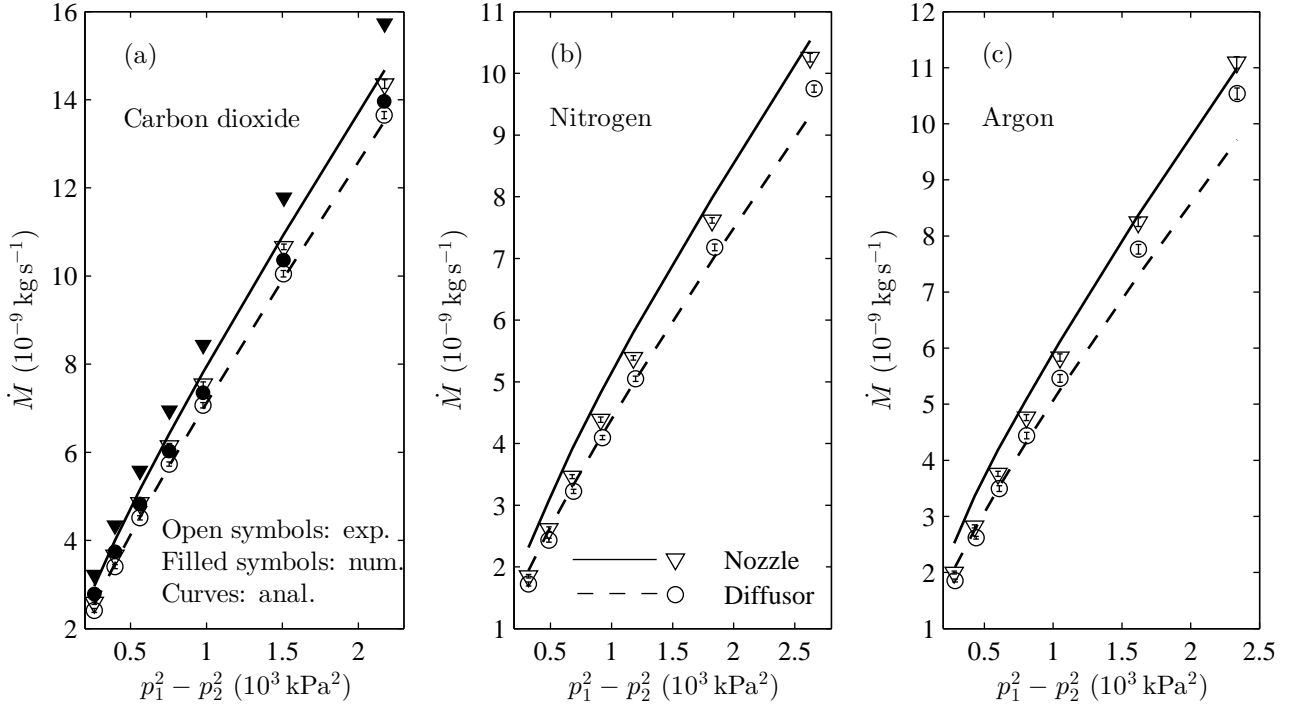 16
14
12
10
8
6
4
2
0.5 1 1.5 2
Ṁ (10⁻⁹ kg s⁻¹)
p₁² − p₂² (10³ kPa²)
(a)
Carbon dioxide
Open symbols: exp.
Filled symbols: num.
Curves: anal.
11
10
9
8
7
6
5
4
3
2
1
0.5 1 1.5 2 2.5
Ṁ (10⁻⁹ kg s⁻¹)
p₁² − p₂² (10³ kPa²)
(b)
Nitrogen
Nozzle
Diffusor
12
11
10
9
8
7
6
5
4
3
2
1
0.5 1 1.5 2 2.5
Ṁ (10⁻⁹ kg s⁻¹)
p₁² − p₂² (10³ kPa²)
(c)
Argon